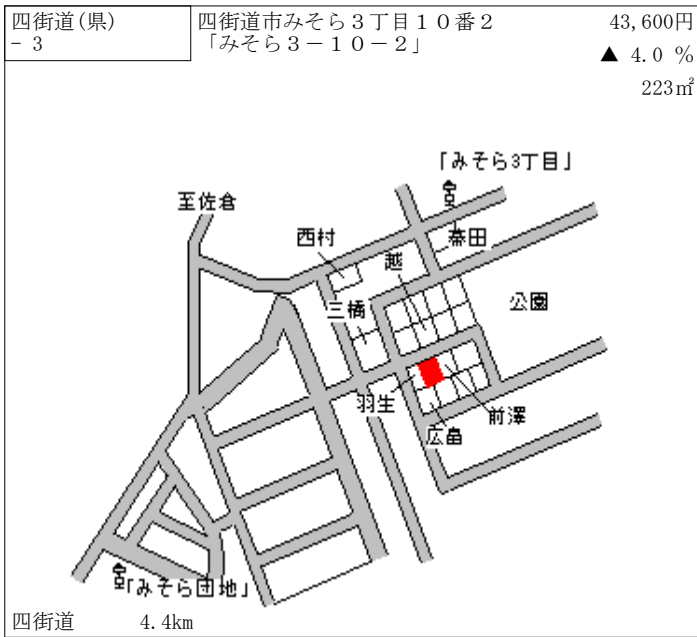 四街道(県)
- 3
四街道市みそら３丁目１０番２
「みそら３－１０－２」
43,600円
▲ 4.0 %
223㎡
「みそら3丁目」
至佐倉
西村
秦田
越
公園
三橋
羽生
前澤
広畠
「みそら団地」
四街道 4.4km